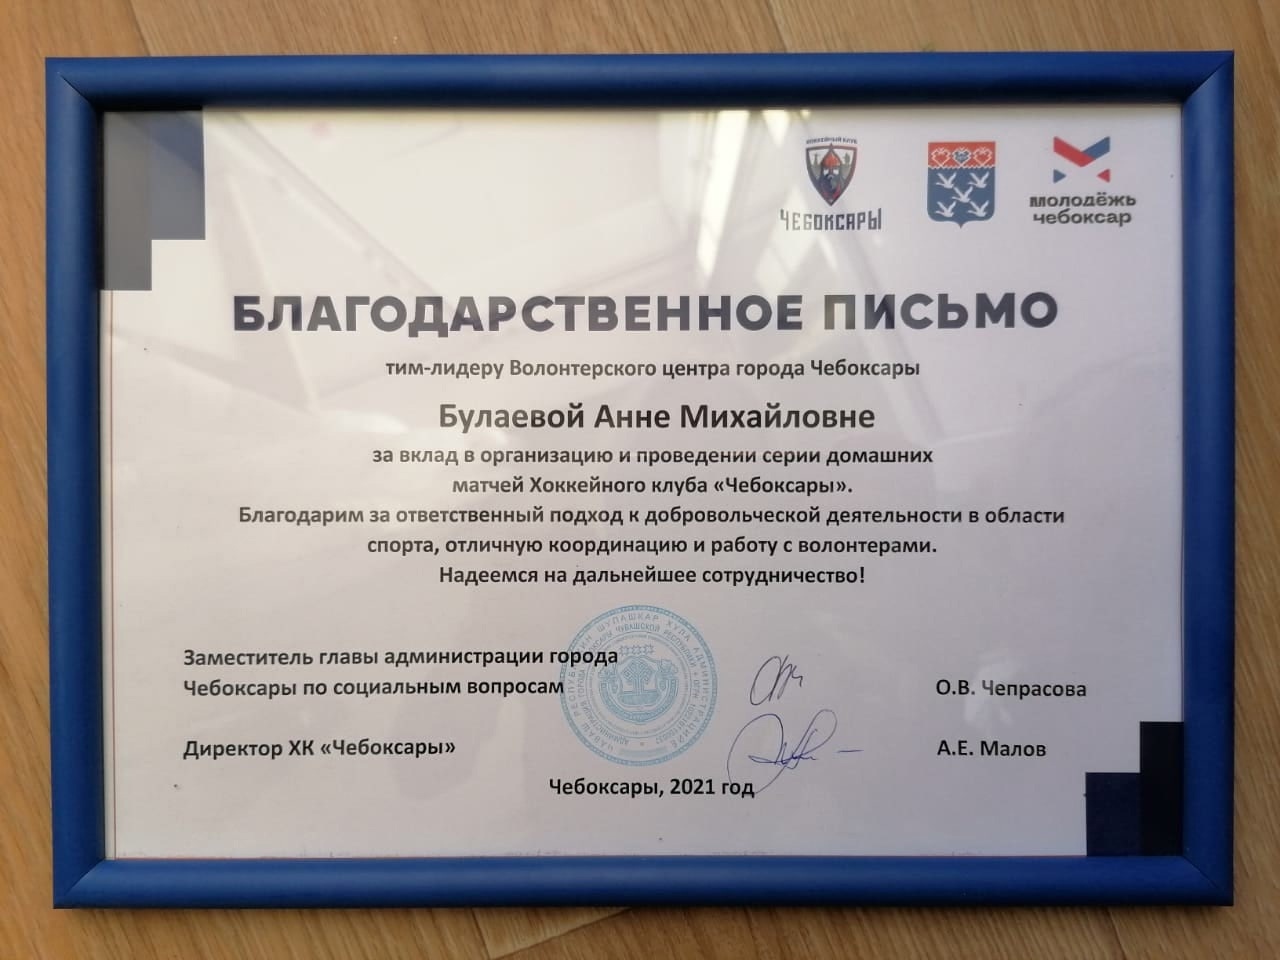 ХОККЕЙНЫЙ КЛУБ
ЧЕБОКСАРЫ
МОЛОДЁЖЬ
чебоксар
БЛАГОДАРСТВЕННОЕ ПИСЬМО
тим-лидеру Волонтерского центра города Чебоксары
Булаевой Анне Михайловне
за вклад в организацию и проведении серии домашних
матчей Хоккейного клуба «Чебоксары».
Благодарим за ответственный подход к добровольческой деятельности в области
спорта, отличную координацию и работу с волонтерами.
Надеемся на дальнейшее сотрудничество!
Заместитель главы администрации города
Чебоксары по социальным вопросам
О.В. Чепрасова
Директор ХК «Чебоксары»
А.Е. Малов
Чебоксары, 2021 год